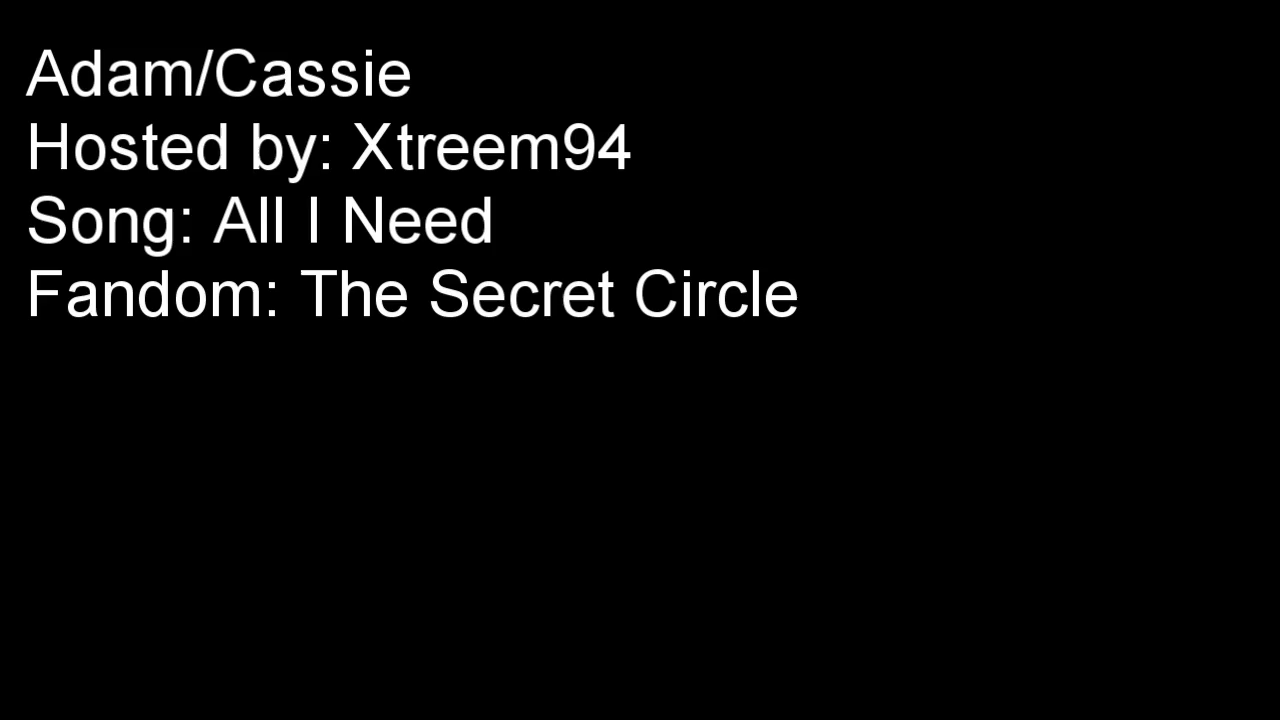 Adam/Cassie
Hosted by: Xtreem94
Song: All I Need
Fandom: The Secret Circle